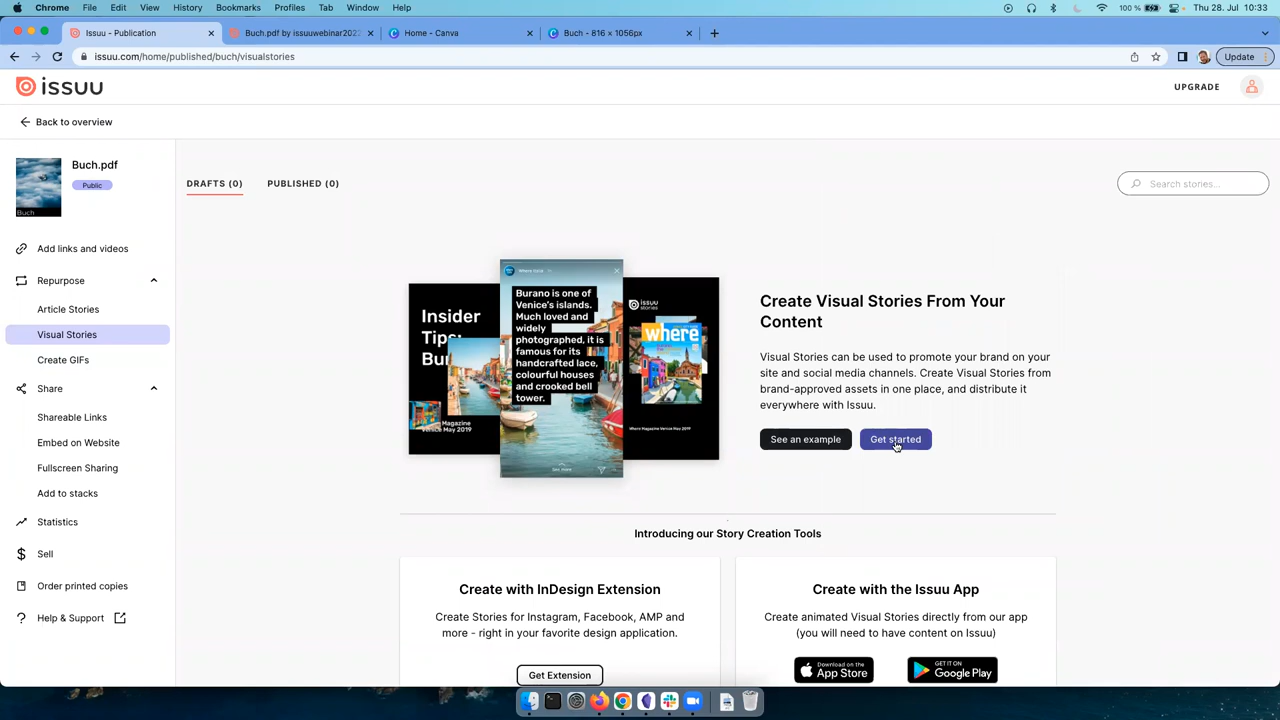 Chrome File Edit View History Bookmarks Profiles Tab Window Help
100 % Thu 28. Jul 10:33
Issuu - Publication
Buch.pdf by issuuwebinar2022
Home - Canva
Buch - 816 x 1056px
issuu.com/home/published/buch/visualstories
Update
issuu
UPGRADE
Back to overview
Buch.pdf
Public
Buch
DRAFTS (0)
PUBLISHED (0)
Search stories...
Add links and videos
Repurpose
Article Stories
Visual Stories
Create GIFs
Share
Shareable Links
Embed on Website
Fullscreen Sharing
Add to stacks
Statistics
Sell
Order printed copies
Help & Support
Insider
Tips:
Bur
Magazine
Venice May 2019
Burano is one of
Venice's islands.
Much loved and
widely
photographed, it is
famous for its
handcrafted lace,
colourful houses
and crooked bell
tower.
See more
issuu
stories
where
Where Magazine Venice May 2019
Create Visual Stories From Your
Content
Visual Stories can be used to promote your brand on your
site and social media channels. Create Visual Stories from
brand-approved assets in one place, and distribute it
everywhere with Issuu.
See an example
Get started
Introducing our Story Creation Tools
Create with InDesign Extension
Create Stories for Instagram, Facebook, AMP and
more - right in your favorite design application.
Get Extension
Create with the Issuu App
Create animated Visual Stories directly from our app
(you will need to have content on Issuu)
Download on the
App Store
GET IT ON
Google Play